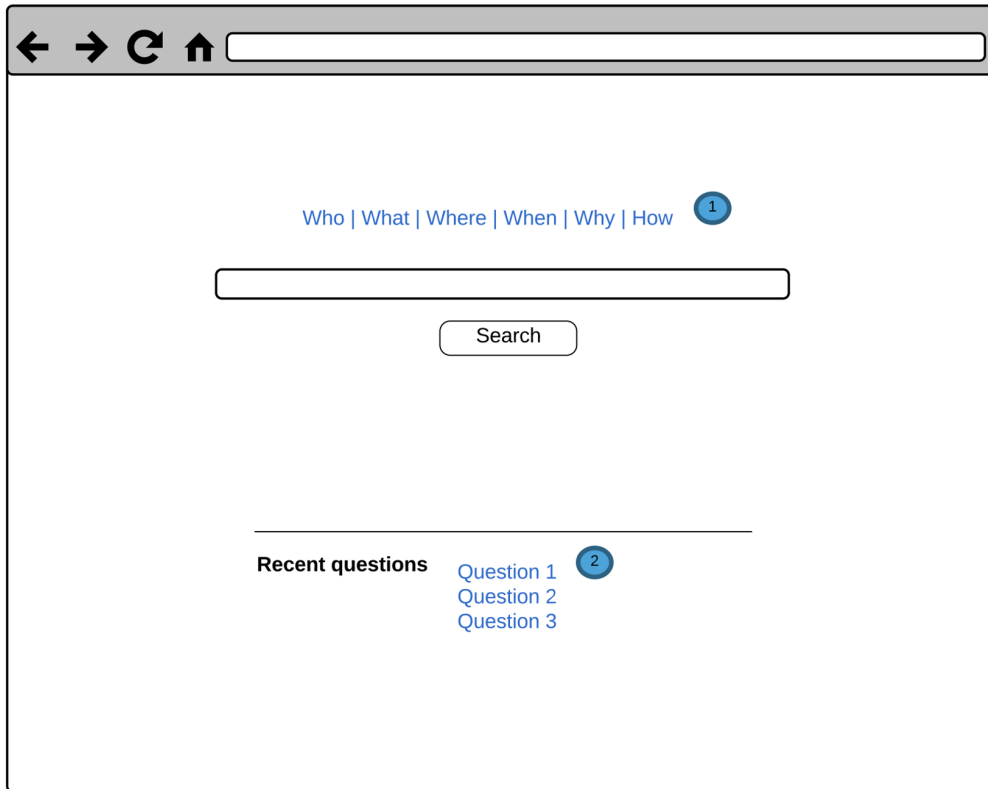 Who | What | Where | When | Why | How
1
Search
Recent questions
Question 1
2
Question 2
Question 3